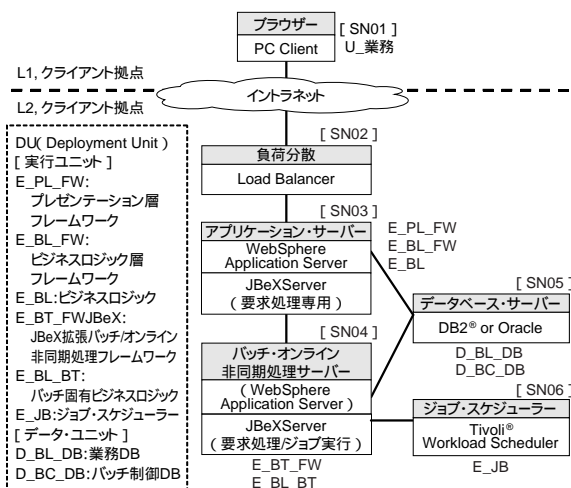 ブラウザー
PC Client
[ SN01 ]
U_業務
L1, クライアント拠点
イントラネット
L2, クライアント拠点
DU( Deployment Unit )
[ 実行ユニット ]
E_PL_FW:
プレゼンテーション層
フレームワーク
E_BL_FW:
ビジネスロジック層
フレームワーク
E_BL:ビジネスロジック
E_BT_FWJBeX:
JBeX拡張バッチ/オンライン
非同期処理フレームワーク
E_BL_BT:
バッチ固有ビジネスロジック
E_JB:ジョブ・スケジューラー
[ データ・ユニット ]
D_BL_DB:業務DB
D_BC_DB:バッチ制御DB
[ SN02 ]
負荷分散
Load Balancer
[ SN03 ]
アプリケーション・サーバー
WebSphere
Application Server
JBeXServer
( 要求処理専用 )
E_PL_FW
E_BL_FW
E_BL
[ SN04 ]
バッチ・オンライン
非同期処理サーバー
( WebSphere
Application Server )
JBeXServer
( 要求処理/ジョブ実行 )
E_BT_FW
E_BL_BT
[ SN05 ]
データベース・サーバー
DB2® or Oracle
D_BL_DB
D_BC_DB
[ SN06 ]
ジョブ・スケジューラー
Tivoli®
Workload Scheduler
E_JB